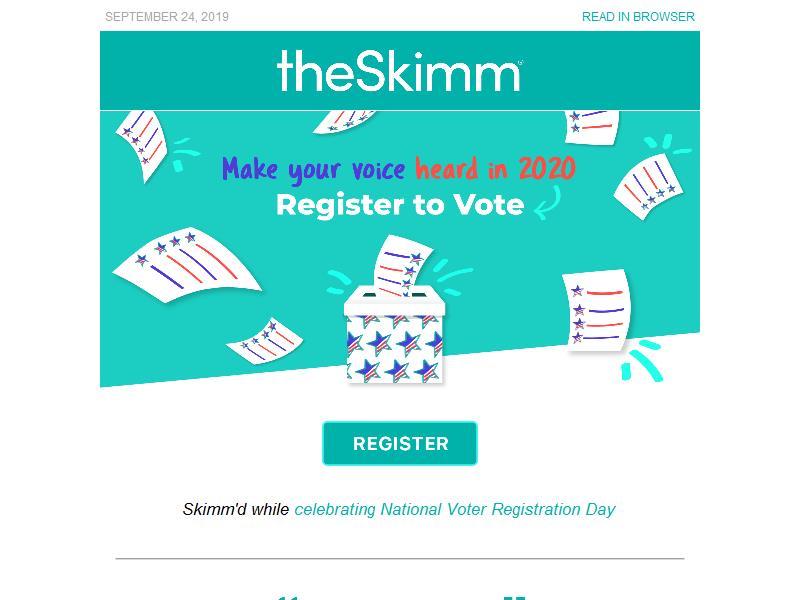 SEPTEMBER 24, 2019 READ IN BROWSER
theSkimm®
Make your voice heard in 2020
Register to Vote
REGISTER
Skimm'd while celebrating National Voter Registration Day